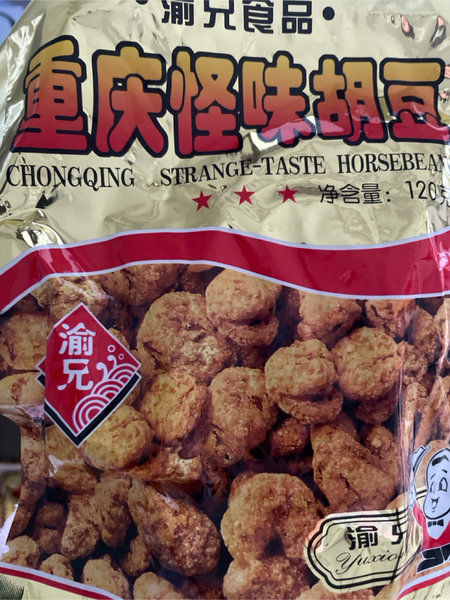 渝兄食品
重庆怪味胡豆
CHONGQING STRANGE-TASTE HORSEBEAN
净含量: 120克
渝
兄
渝
Yuxio